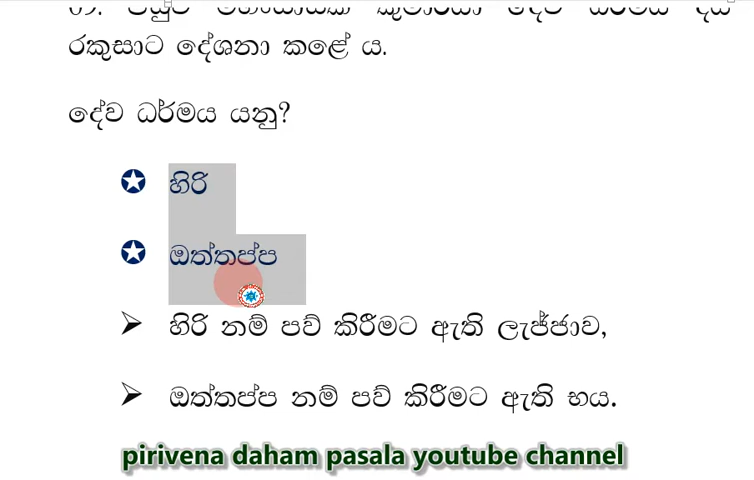 රකුසාට දේශනා කළේ ය.
දේව ධර්මය යනු?
✪ හිරි
✪ ඔත්තප්ප
➢ හිරි නම් පව් කිරීමට ඇති ලැජ්ජාව,
➢ ඔත්තප්ප නම් පව් කිරීමට ඇති භය.
pirivena daham pasala youtube channel